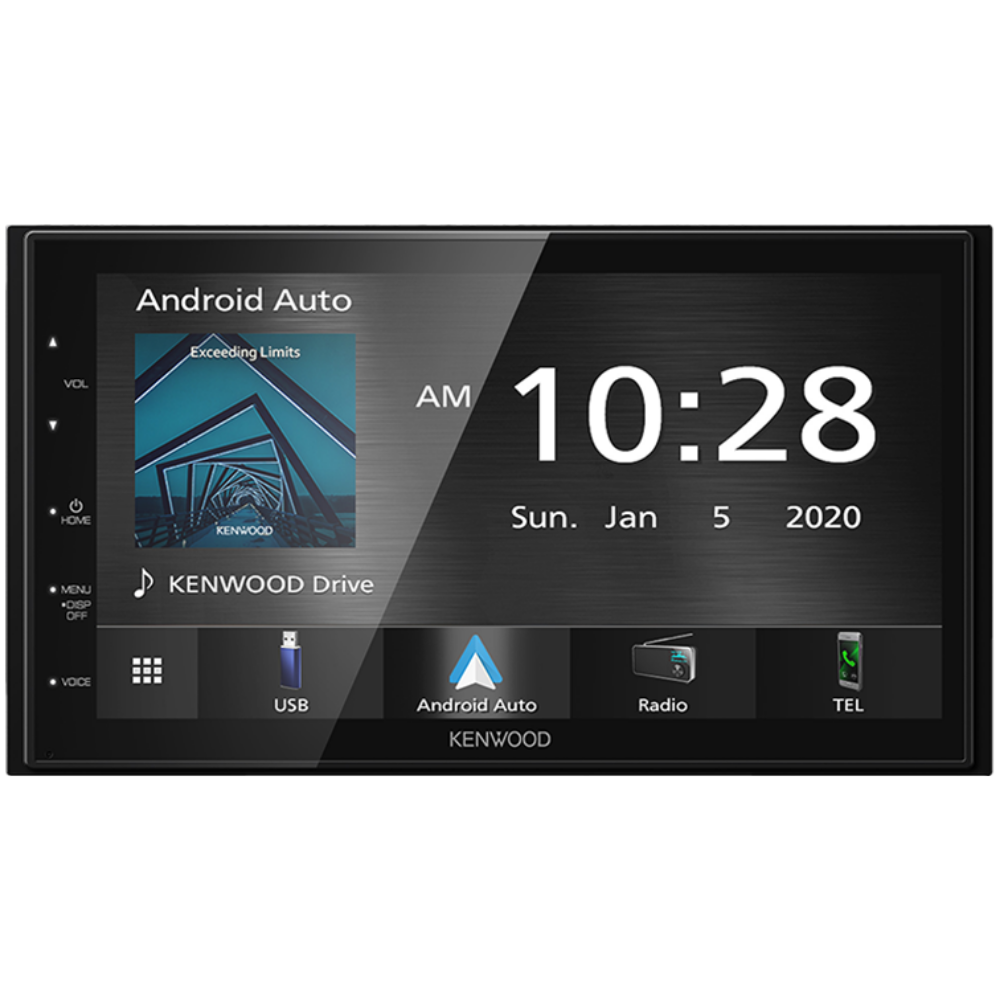 Android Auto
Exceeding Limits
KENWOOD
KENWOOD Drive
AM 10:28
Sun. Jan 5 2020
VOL
HOME
MENU
•DISP
OFF
VOICE
USB
Android Auto
Radio
TEL
KENWOOD